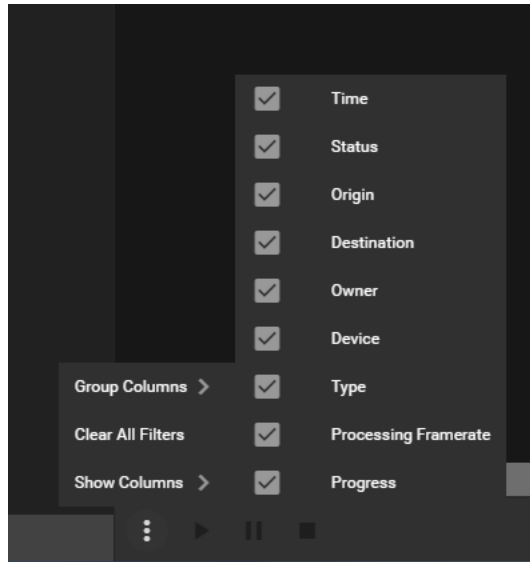 Time
Status
Origin
Destination
Owner
Device
Group Columns
Type
Clear All Filters
Processing Framerate
Show Columns
Progress